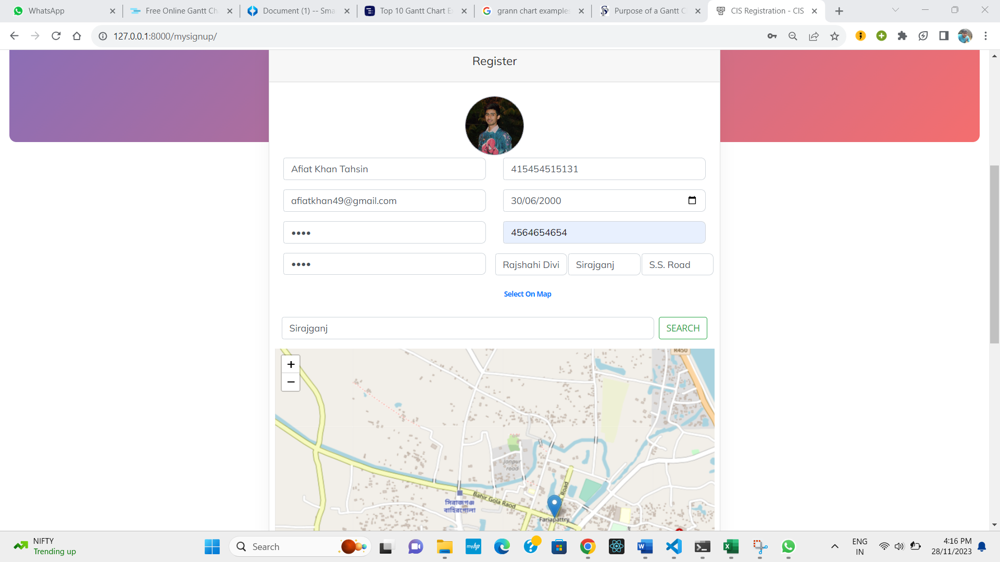 WhatsApp
Free Online Gantt Ch
Document (1) -- Sma
Top 10 Gantt Chart E
grann chart examples
Purpose of a Gantt C
CIS Registration - CIS
127.0.0.1:8000/mysignup/
Register
Afiat Khan Tahsin
415454515131
afiatkhan49@gmail.com
30/06/2000
••••
4564654654
••••
Rajshahi Divi
Sirajganj
S.S. Road
Select On Map
Sirajganj
SEARCH
+
−
R450
Jonpur
road
Road
Bahir Gola Raod
সিরাজগঞ্জ
বাহিরগোলা
Fariapattry
NIFTY
Trending up
Search
myhp
ENG
IN
4:16 PM
28/11/2023